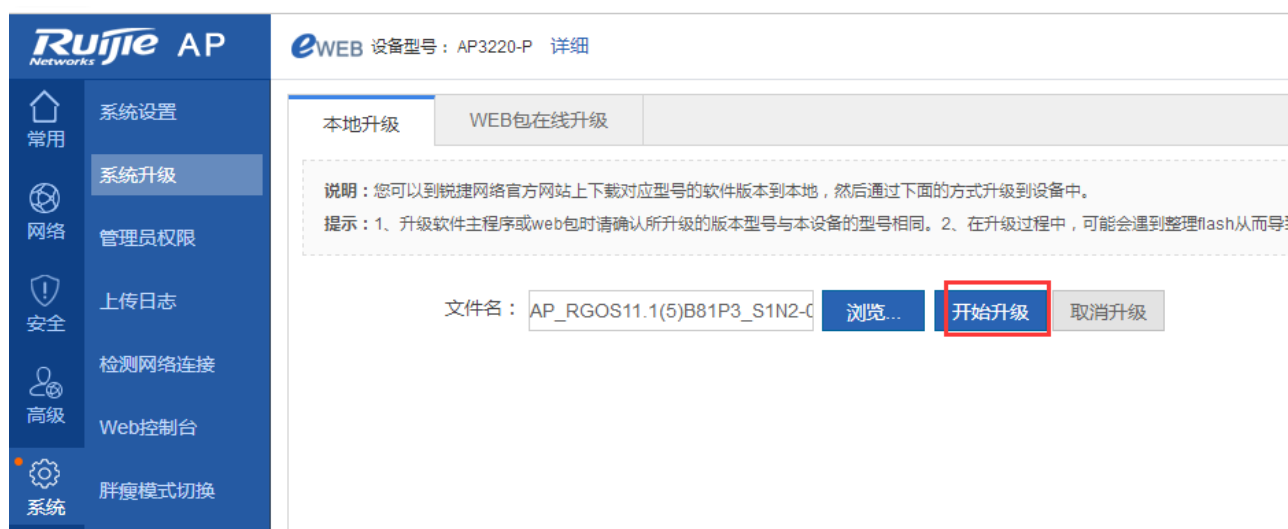 Ruijie AP
Networks
eWEB 设备型号： AP3220-P 详细
常用
网络
安全
高级
系统
系统设置
系统升级
管理员权限
上传日志
检测网络连接
Web控制台
胖瘦模式切换
本地升级 WEB包在线升级
说明：您可以到锐捷网络官方网站上下载对应型号的软件版本到本地，然后通过下面的方式升级到设备中。
提示：1、升级软件主程序或web包时请确认所升级的版本型号与本设备的型号相同。2、在升级过程中，可能会遇到整理flash从而导
文件名： AP_RGOS11.1(5)B81P3_S1N2-0 浏览... 开始升级 取消升级